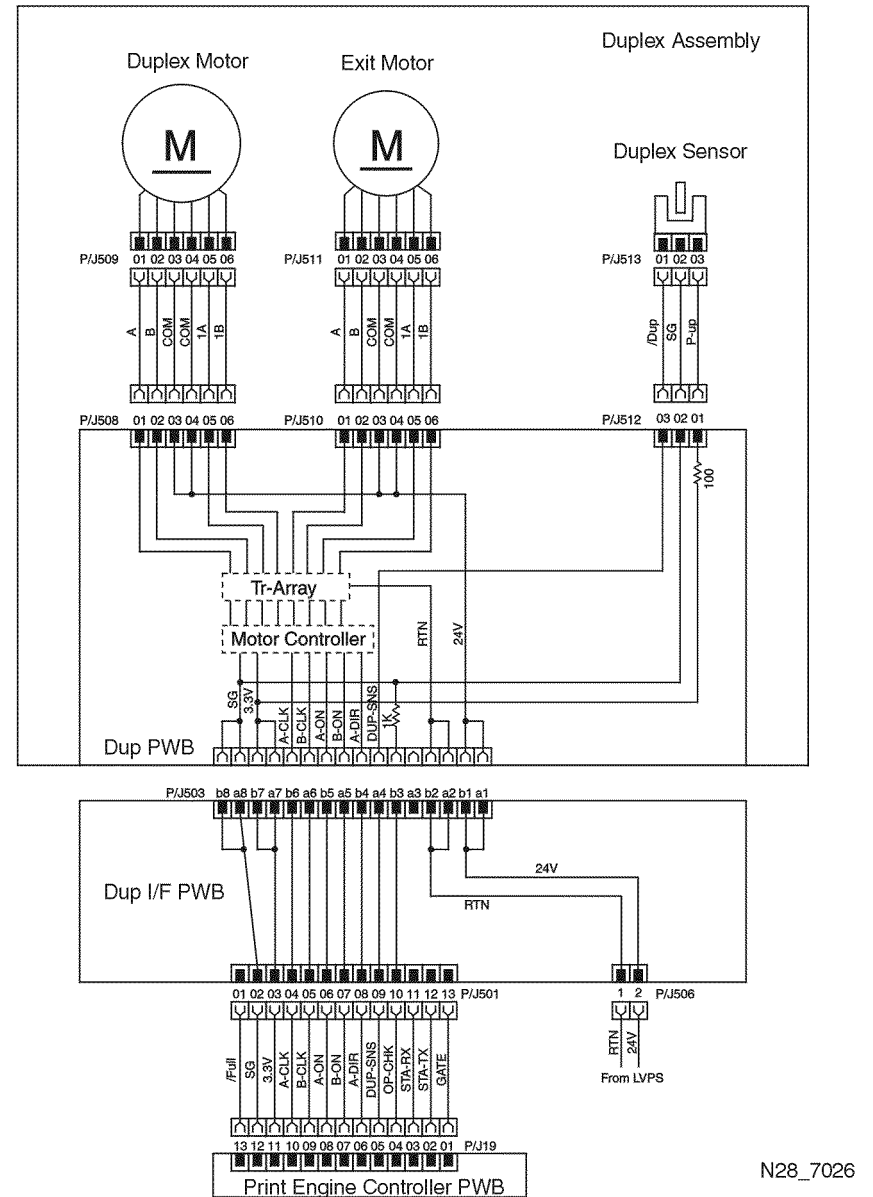 Duplex Assembly
Duplex Motor
Exit Motor
M
M
Duplex Sensor
P/J509 01 02 03 04 05 06
P/J511 01 02 03 04 05 06
P/J513 01 02 03
A B COM COM 1A 1B
A B COM COM 1A 1B
/Dup SG P-up
P/J508 01 02 03 04 05 06
P/J510 01 02 03 04 05 06
P/J512 03 02 01
100
Tr-Array
Motor Controller
RTN
24V
SG 3.3V A-CLK B-CLK A-ON B-ON A-DIR DUP-SNS 1K
Dup PWB
P/J503 b8 a8 b7 a7 b6 a6 b5 a5 b4 a4 b3 a3 b2 a2 b1 a1
24V
Dup I/F PWB
RTN
01 02 03 04 05 06 07 08 09 10 11 12 13 P/J501
1 2 P/J506
/Full SG 3.3V A-CLK B-CLK A-ON B-ON A-DIR DUP-SNS OP-CHK STA-RX STA-TX GATE
RTN 24V
From LVPS
13 12 11 10 09 08 07 06 05 04 03 02 01 P/J19
Print Engine Controller PWB
N28_7026